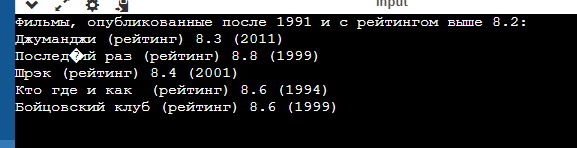 input
Фильмы, опубликованные после 1991 и с рейтингом выше 8.2:
Джуманджи (рейтинг) 8.3 (2011)
Послед�ий раз (рейтинг) 8.8 (1999)
Шрэк (рейтинг) 8.4 (2001)
Кто где и как  (рейтинг) 8.6 (1994)
Бойцовский клуб (рейтинг) 8.6 (1999)